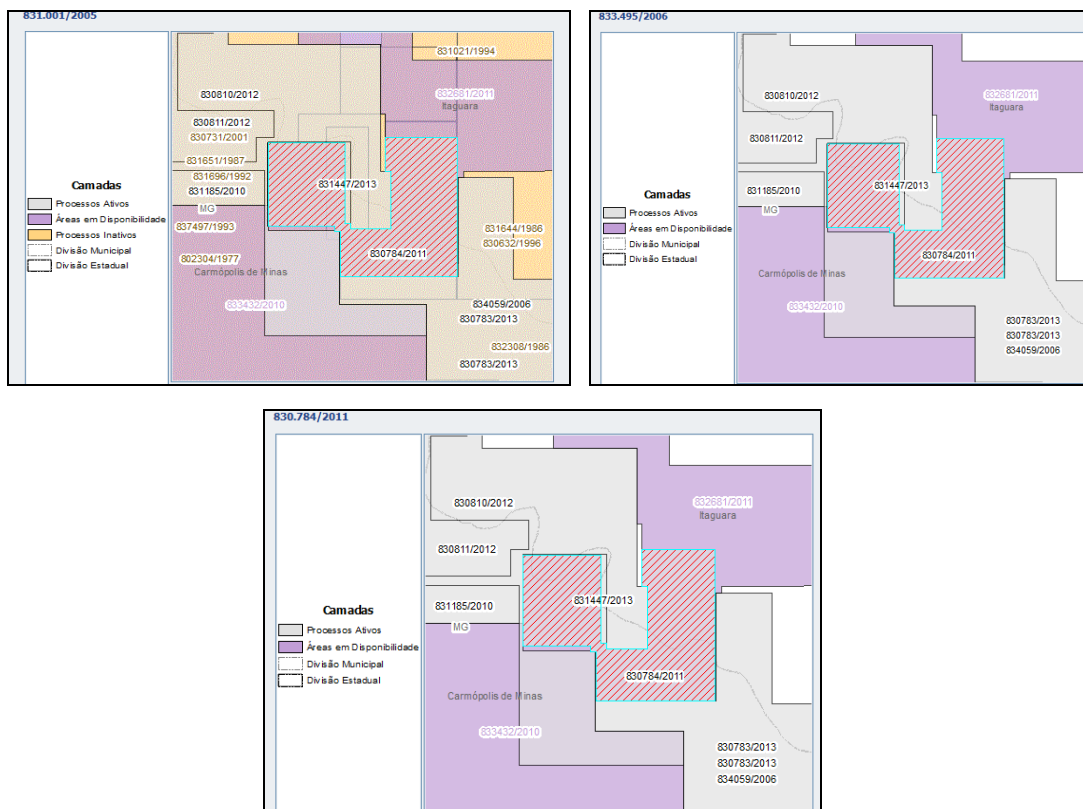 831.001/2005
831021/1994
830810/2012
832681/2011
Itaguara
830811/2012
830731/2001
831651/1987
831696/1992
831447/2013
831185/2010
MG
837497/1993
831644/1986
830632/1996
802304/1977
830784/2011
Carmópolis de Minas
833432/2010
834059/2006
830783/2013
832308/1986
830783/2013
Camadas
Processos Ativos
Áreas em Disponibilidade
Processos Inativos
Divisão Municipal
Divisão Estadual
833.495/2006
830810/2012
832681/2011
Itaguara
830811/2012
831447/2013
831185/2010
MG
830784/2011
Carmópolis de Minas
833432/2010
830783/2013
830783/2013
834059/2006
Camadas
Processos Ativos
Áreas em Disponibilidade
Divisão Municipal
Divisão Estadual
830.784/2011
830810/2012
832681/2011
Itaguara
830811/2012
831447/2013
831185/2010
MG
830784/2011
Carmópolis de Minas
833432/2010
830783/2013
830783/2013
834059/2006
Camadas
Processos Ativos
Áreas em Disponibilidade
Divisão Municipal
Divisão Estadual